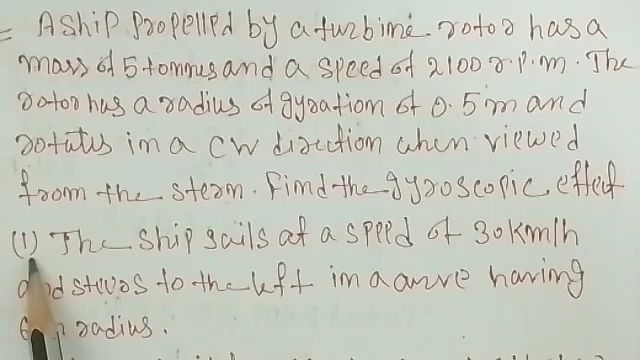 = A ship propelled by a turbine rotor has a
mass of 5 tonnes and a speed of 2100 r.p.m. The
rotor has a radius of gyration of 0.5m and
rotates in a cw direction when viewed
from the stern. Find the gyroscopic effect
(1) The ship sails at a speed of 30 km/h
and steers to the left in a curve having
radius.